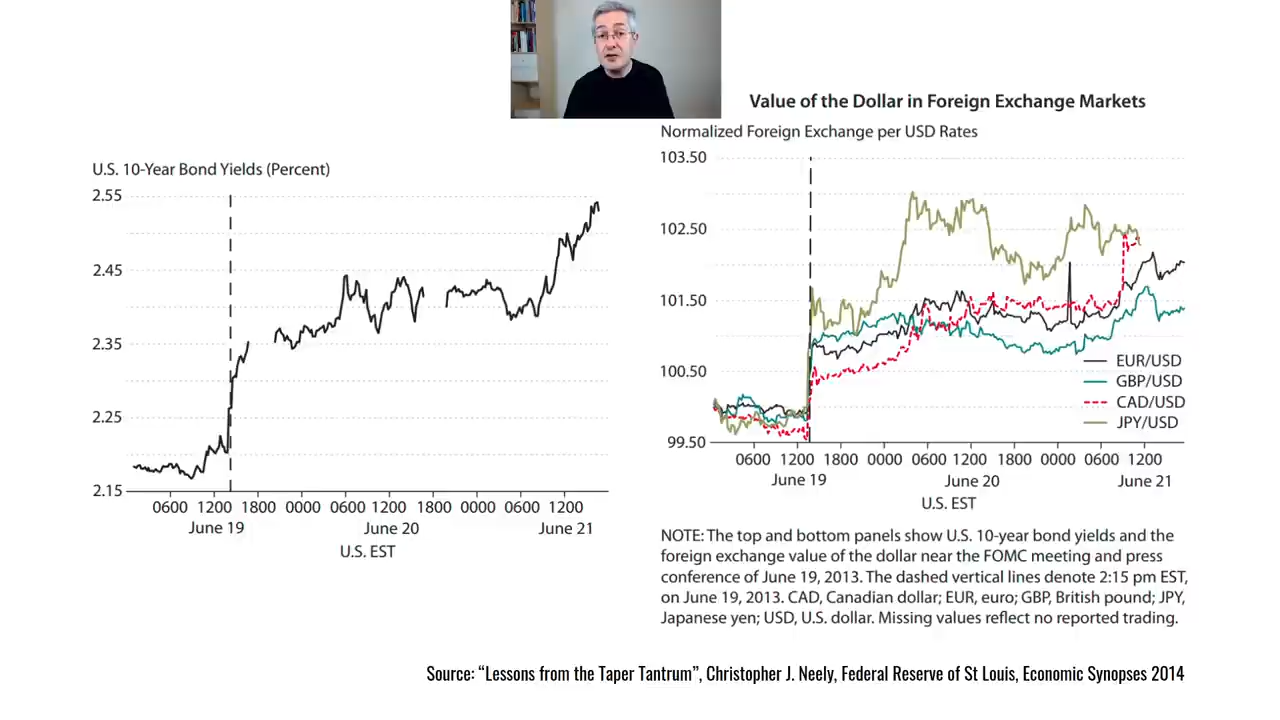 U.S. 10-Year Bond Yields (Percent)
2.55
2.45
2.35
2.25
2.15
0600 1200 1800 0000 0600 1200 1800 0000 0600 1200
June 19 June 20 June 21
U.S. EST
Value of the Dollar in Foreign Exchange Markets
Normalized Foreign Exchange per USD Rates
103.50
102.50
101.50
100.50
99.50
EUR/USD
GBP/USD
CAD/USD
JPY/USD
0600 1200 1800 0000 0600 1200 1800 0000 0600 1200
June 19 June 20 June 21
U.S. EST
NOTE: The top and bottom panels show U.S. 10-year bond yields and the
foreign exchange value of the dollar near the FOMC meeting and press
conference of June 19, 2013. The dashed vertical lines denote 2:15 pm EST,
on June 19, 2013. CAD, Canadian dollar; EUR, euro; GBP, British pound; JPY,
Japanese yen; USD, U.S. dollar. Missing values reflect no reported trading.
Source: “Lessons from the Taper Tantrum”, Christopher J. Neely, Federal Reserve of St Louis, Economic Synopses 2014